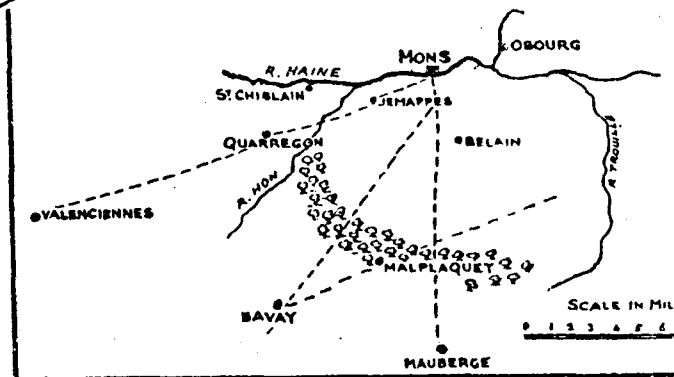 OBOURG
MONS
R. HAINE
ST CHISLAIN
JEMAPPES
QUARREGON
BELAIN
R. HON
R TROUILLE
VALENCIENNES
MALPLAQUET
BAVAY
SCALE IN MIL
0 1 2 3 4 5 6
MAUBERGE